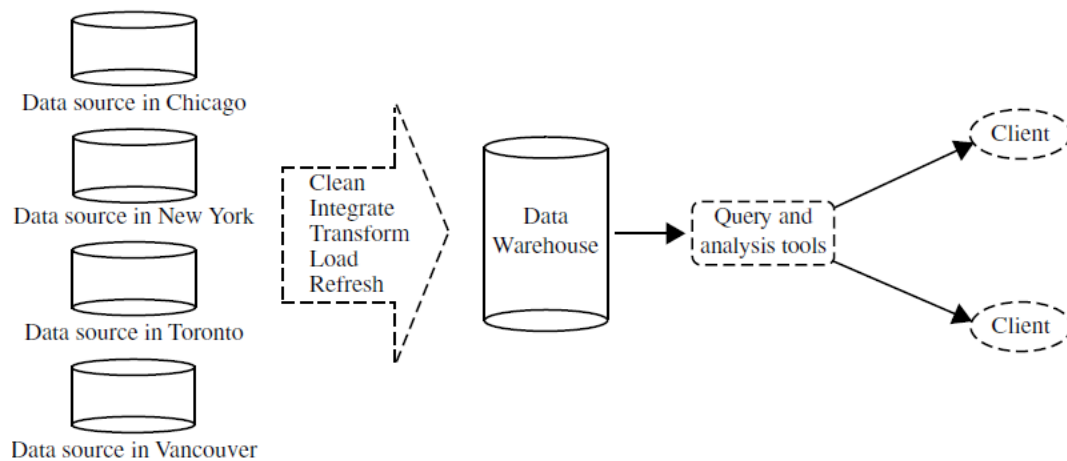 Data source in Chicago
Data source in New York
Data source in Toronto
Data source in Vancouver
Clean
Integrate
Transform
Load
Refresh
Data
Warehouse
Query and
analysis tools
Client
Client